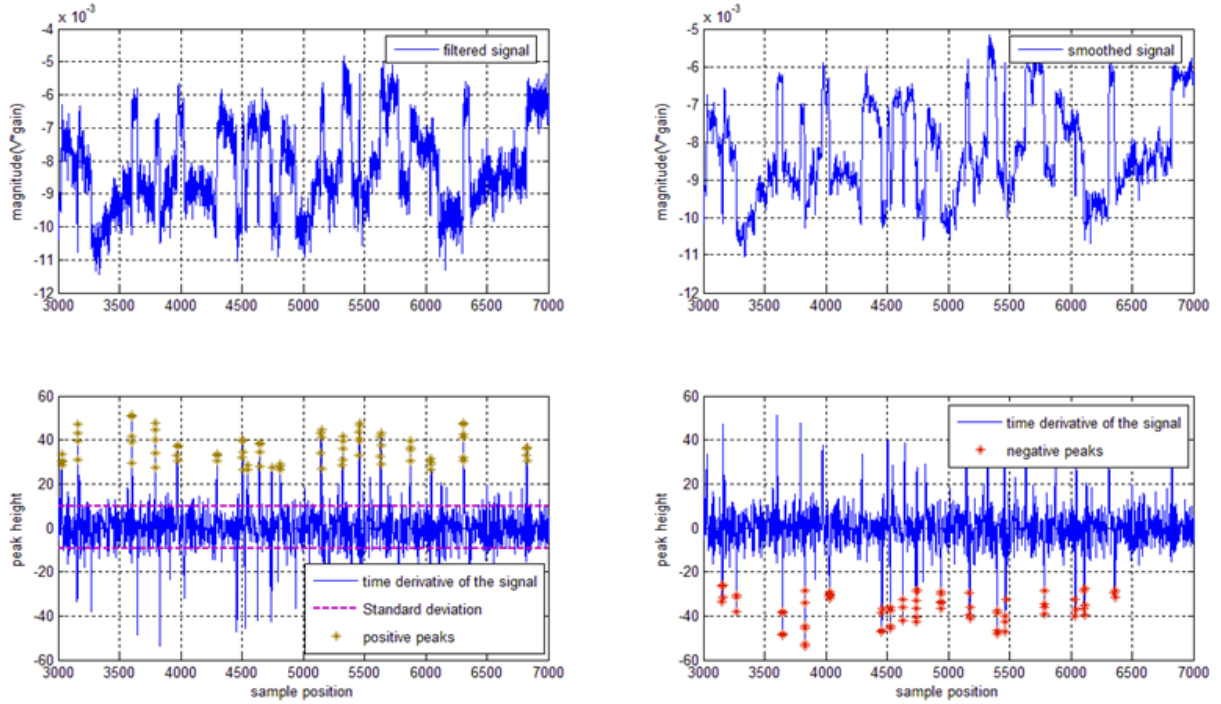 x 10⁻³
-4
-5
-6
-7
-8
-9
-10
-11
-12
3000 3500 4000 4500 5000 5500 6000 6500 7000
magnitude(V*gain)
filtered signal
x 10⁻³
-5
-6
-7
-8
-9
-10
-11
-12
3000 3500 4000 4500 5000 5500 6000 6500 7000
magnitude(V*gain)
smoothed signal
60
40
20
0
-20
-40
-60
3000 3500 4000 4500 5000 5500 6000 6500 7000
peak height
sample position
time derivative of the signal
Standard deviation
positive peaks
60
40
20
0
-20
-40
-60
3000 3500 4000 4500 5000 5500 6000 6500 7000
peak height
sample position
time derivative of the signal
negative peaks